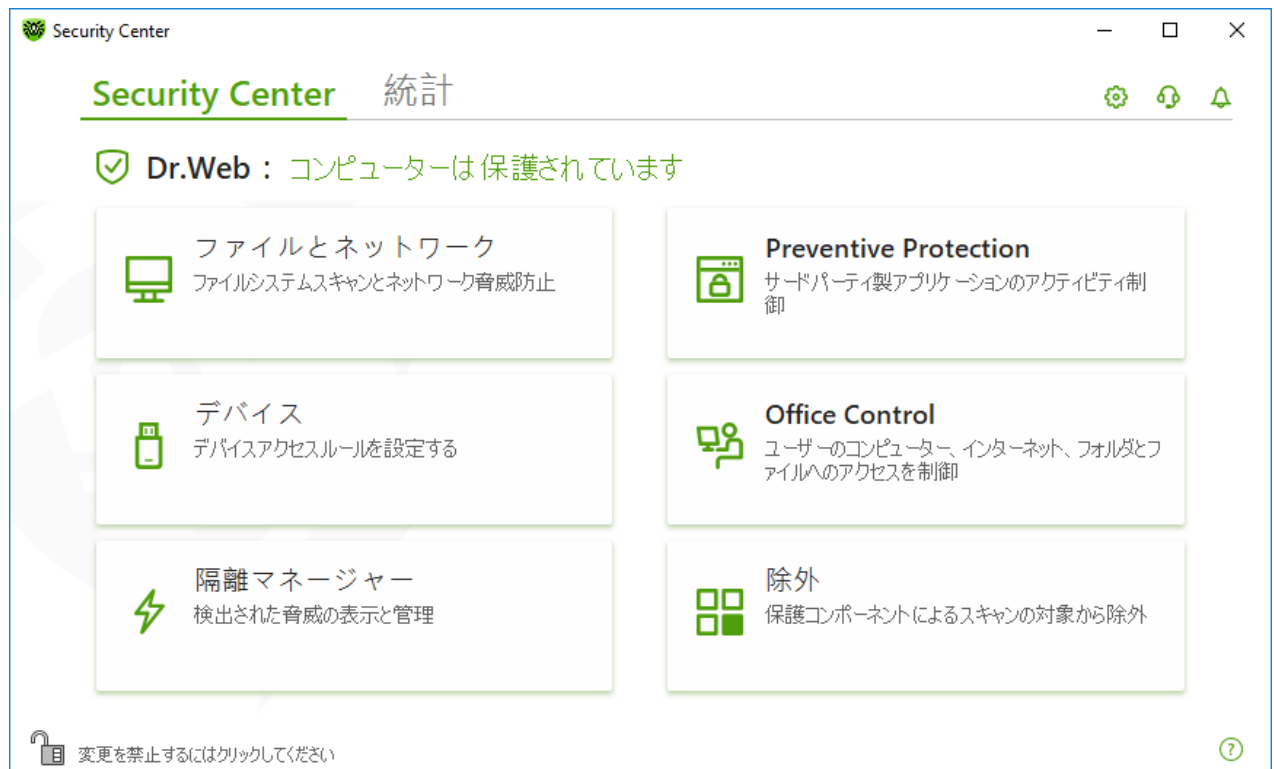 Security Center
Security Center 統計
Dr.Web： コンピューターは保護されています
ファイルとネットワーク
ファイルシステムスキャンとネットワーク脅威防止
Preventive Protection
サードパーティ製アプリケーションのアクティビティ制
御
デバイス
デバイスアクセスルールを設定する
Office Control
ユーザーのコンピューター、インターネット、フォルダとフ
ァイルへのアクセスを制御
隔離マネージャー
検出された脅威の表示と管理
除外
保護コンポーネントによるスキャンの対象から除外
変更を禁止するにはクリックしてください
?